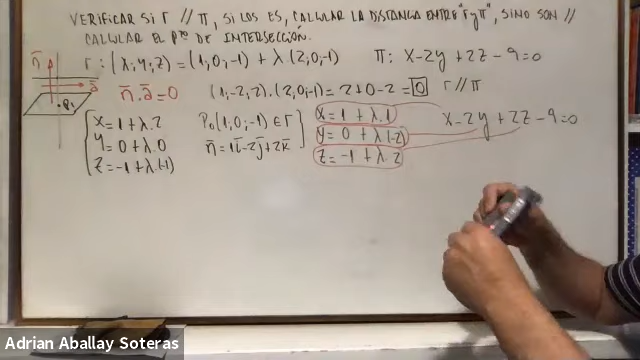 VERIFICAR SI r // π, SI LOS ES, CALCULAR LA DISTANCIA ENTRE "r y π", SINO SON //
CALCULAR EL Pto DE INTERSECCIÓN.
r: (x;y;z)=(1,0,-1)+λ(2,0,-1) π: x-2y+2z-9=0
n̄
ā
P₀
n̄.ā=0 (1,-2,2).(2,0,-1)=2+0-2=0 r//π
x=1+λ.2
y=0+λ.0
z=-1+λ.(-1)
P₀(1,0,-1)∈r
n̄=1i-2j+2k
x=1+λ.1
y=0+λ(-2)
z=-1+λ.2
x-2y+2z-9=0
Adrian Aballay Soteras